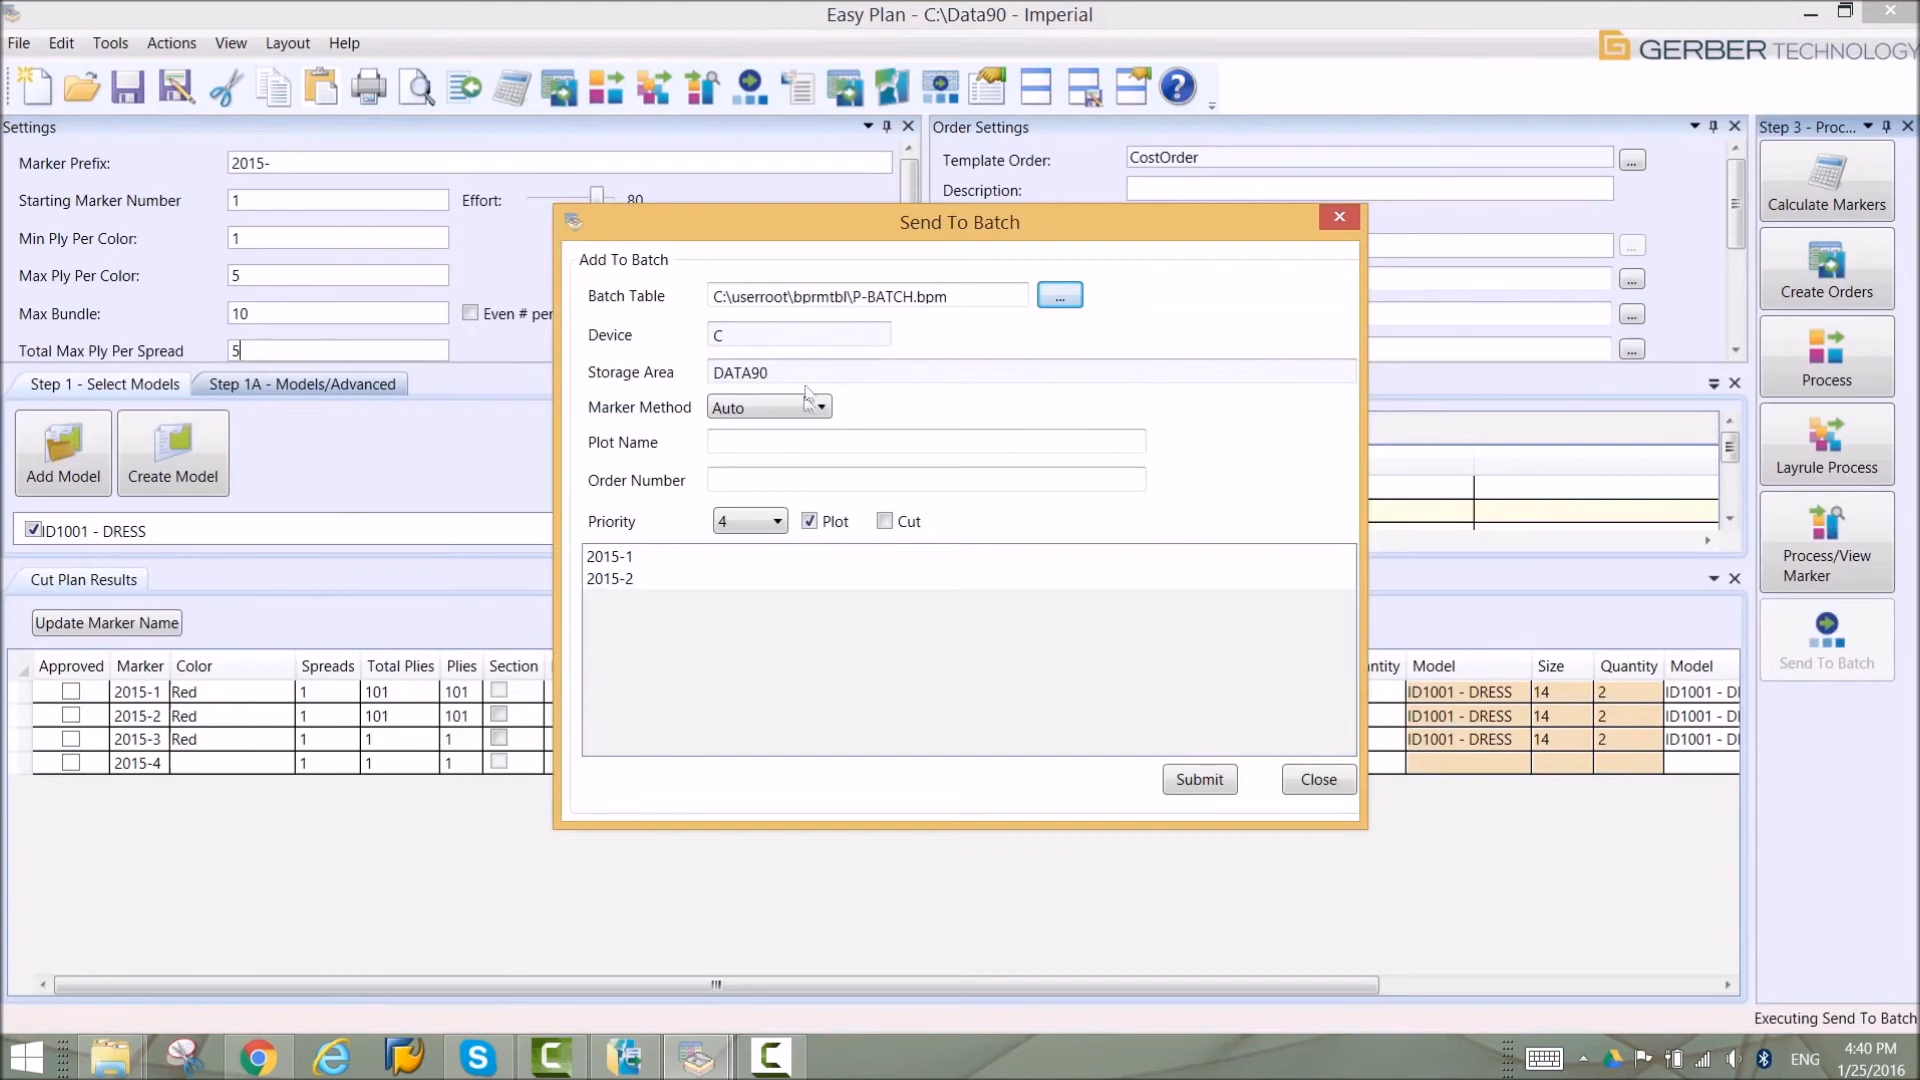 Easy Plan - C:\Data90 - Imperial
File Edit Tools Actions View Layout Help
GERBER TECHNOLOGY
Settings
Marker Prefix: 2015-
Starting Marker Number 1 Effort: 80
Min Ply Per Color: 1
Max Ply Per Color: 5
Max Bundle: 10 Even # per
Total Max Ply Per Spread 5
Order Settings
Template Order: CostOrder ...
Description:
...
...
...
...
Step 3 - Proc...
Calculate Markers
Create Orders
Process
Layrule Process
Process/View
Marker
Send To Batch
Step 1 - Select Models Step 1A - Models/Advanced
Add Model Create Model
ID1001 - DRESS
Send To Batch
Add To Batch
Batch Table C:\userroot\bprmtbl\P-BATCH.bpm ...
Device C
Storage Area DATA90
Marker Method Auto
Plot Name
Order Number
Priority 4 Plot Cut
2015-1
2015-2
Submit Close
Cut Plan Results
Update Marker Name
Approved Marker Color Spreads Total Plies Plies Section ntity Model Size Quantity Model
2015-1 Red 1 101 101 ID1001 - DRESS 14 2 ID1001 - D
2015-2 Red 1 101 101 ID1001 - DRESS 14 2 ID1001 - D
2015-3 Red 1 1 1 ID1001 - DRESS 14 2 ID1001 - D
2015-4 1 1 1
Executing Send To Batch
ENG
4:40 PM
1/25/2016